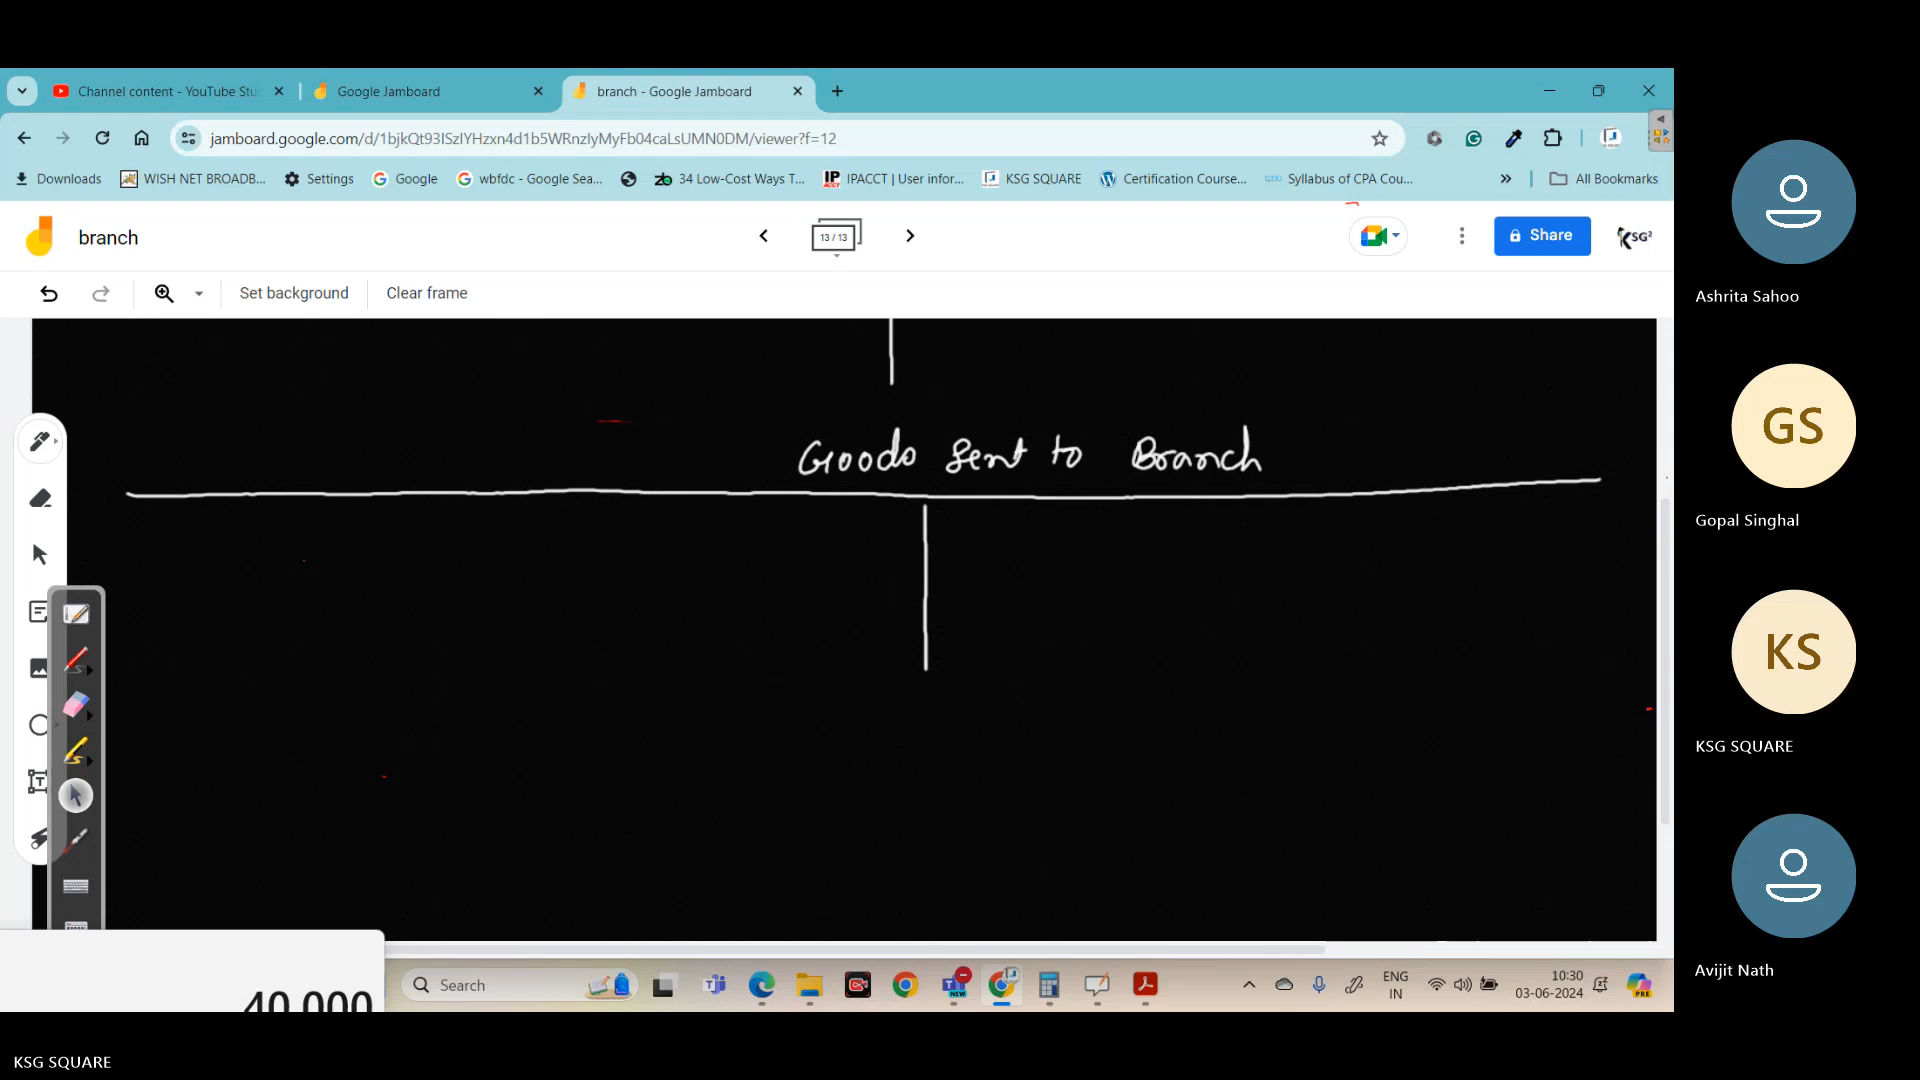 Channel content - YouTube Stu
Google Jamboard
branch - Google Jamboard
jamboard.google.com/d/1bjkQt93ISzIYHzxn4d1b5WRnzIyMyFb04caLsUMN0DM/viewer?f=12
Downloads
WISH NET BROADB...
Settings
Google
wbfdc - Google Sea...
34 Low-Cost Ways T...
IPACCT | User infor...
KSG SQUARE
Certification Course...
Syllabus of CPA Cou...
All Bookmarks
branch
13 / 13
Share
KSG²
Set background
Clear frame
Goods Sent to Branch
40,000
Search
ENG
IN
10:30
03-06-2024
Ashrita Sahoo
GS
Gopal Singhal
KS
KSG SQUARE
Avijit Nath
KSG SQUARE